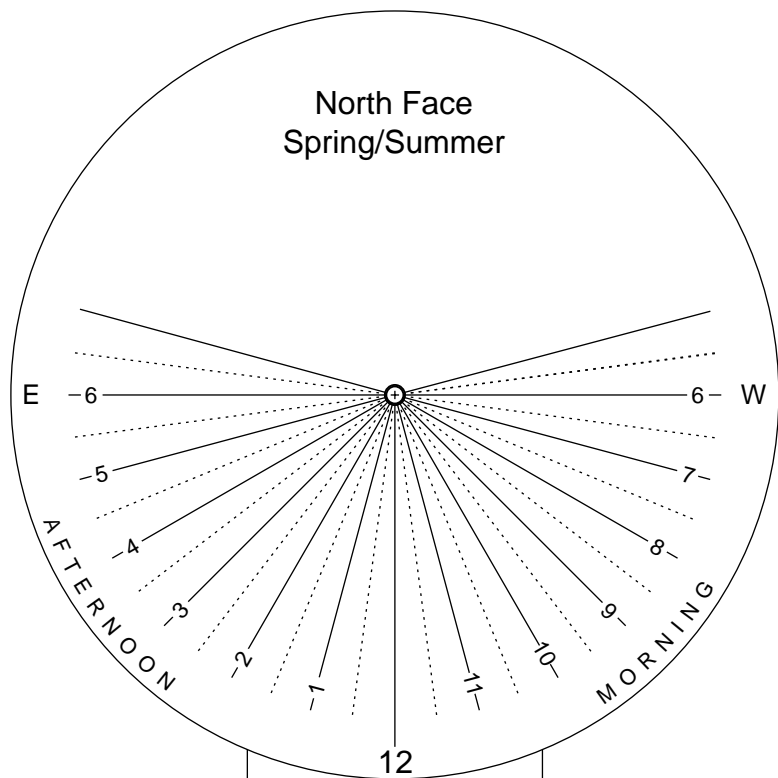 North Face
Spring/Summer
E
6
6
W
5
7
4
8
3
9
2
10
1
11
12
AFTERNOON
MORNING